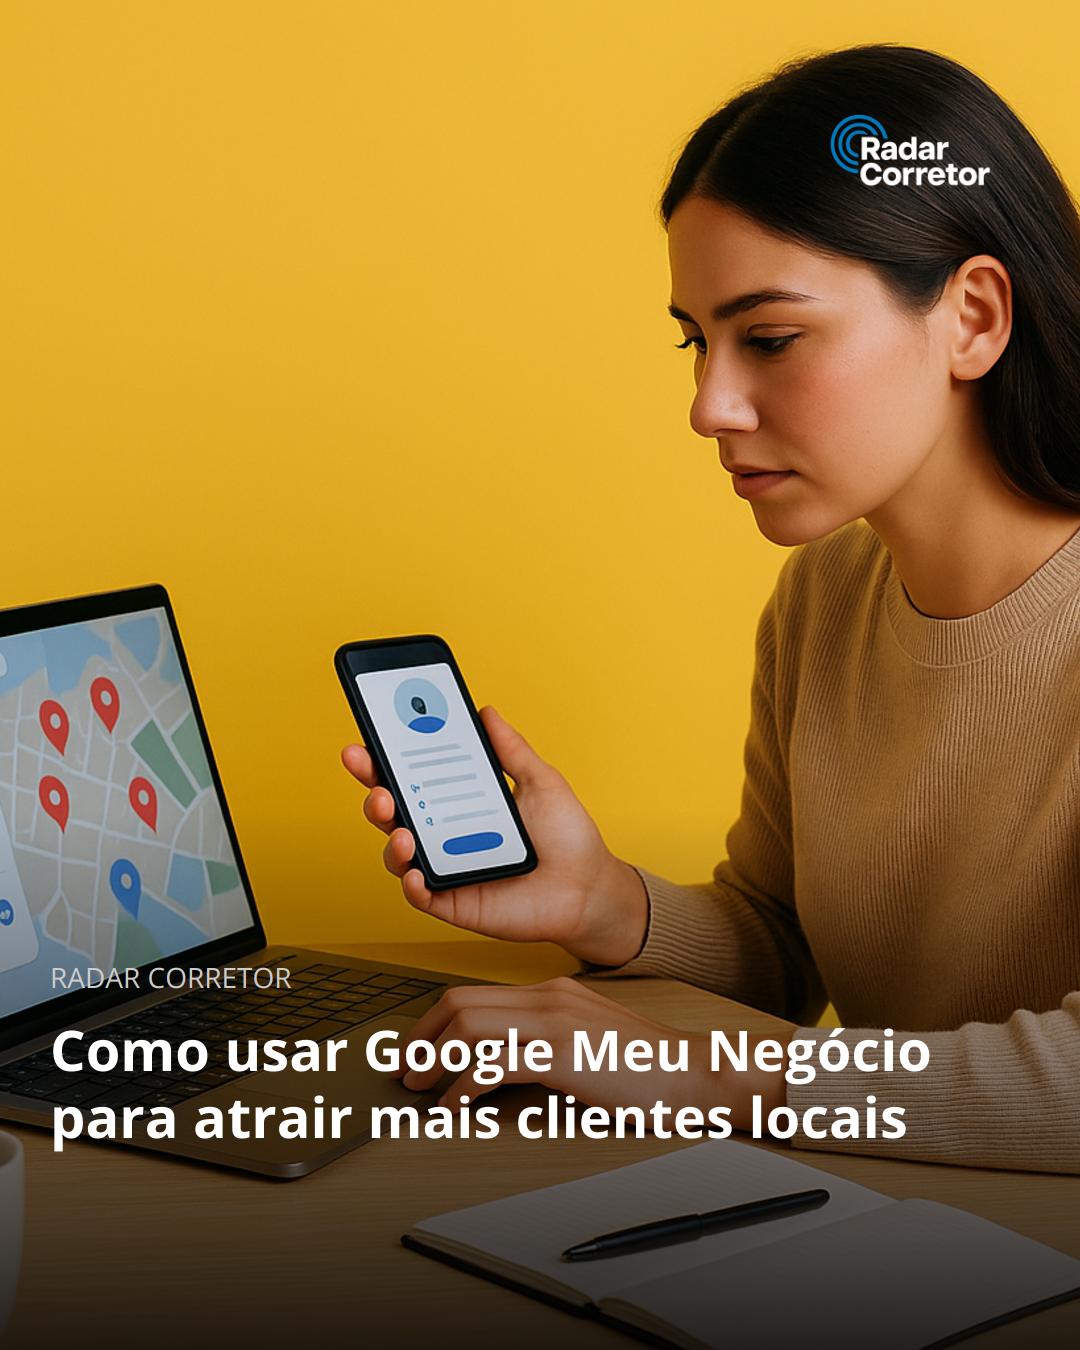 Radar
Corretor
RADAR CORRETOR
Como usar Google Meu Negócio
para atrair mais clientes locais